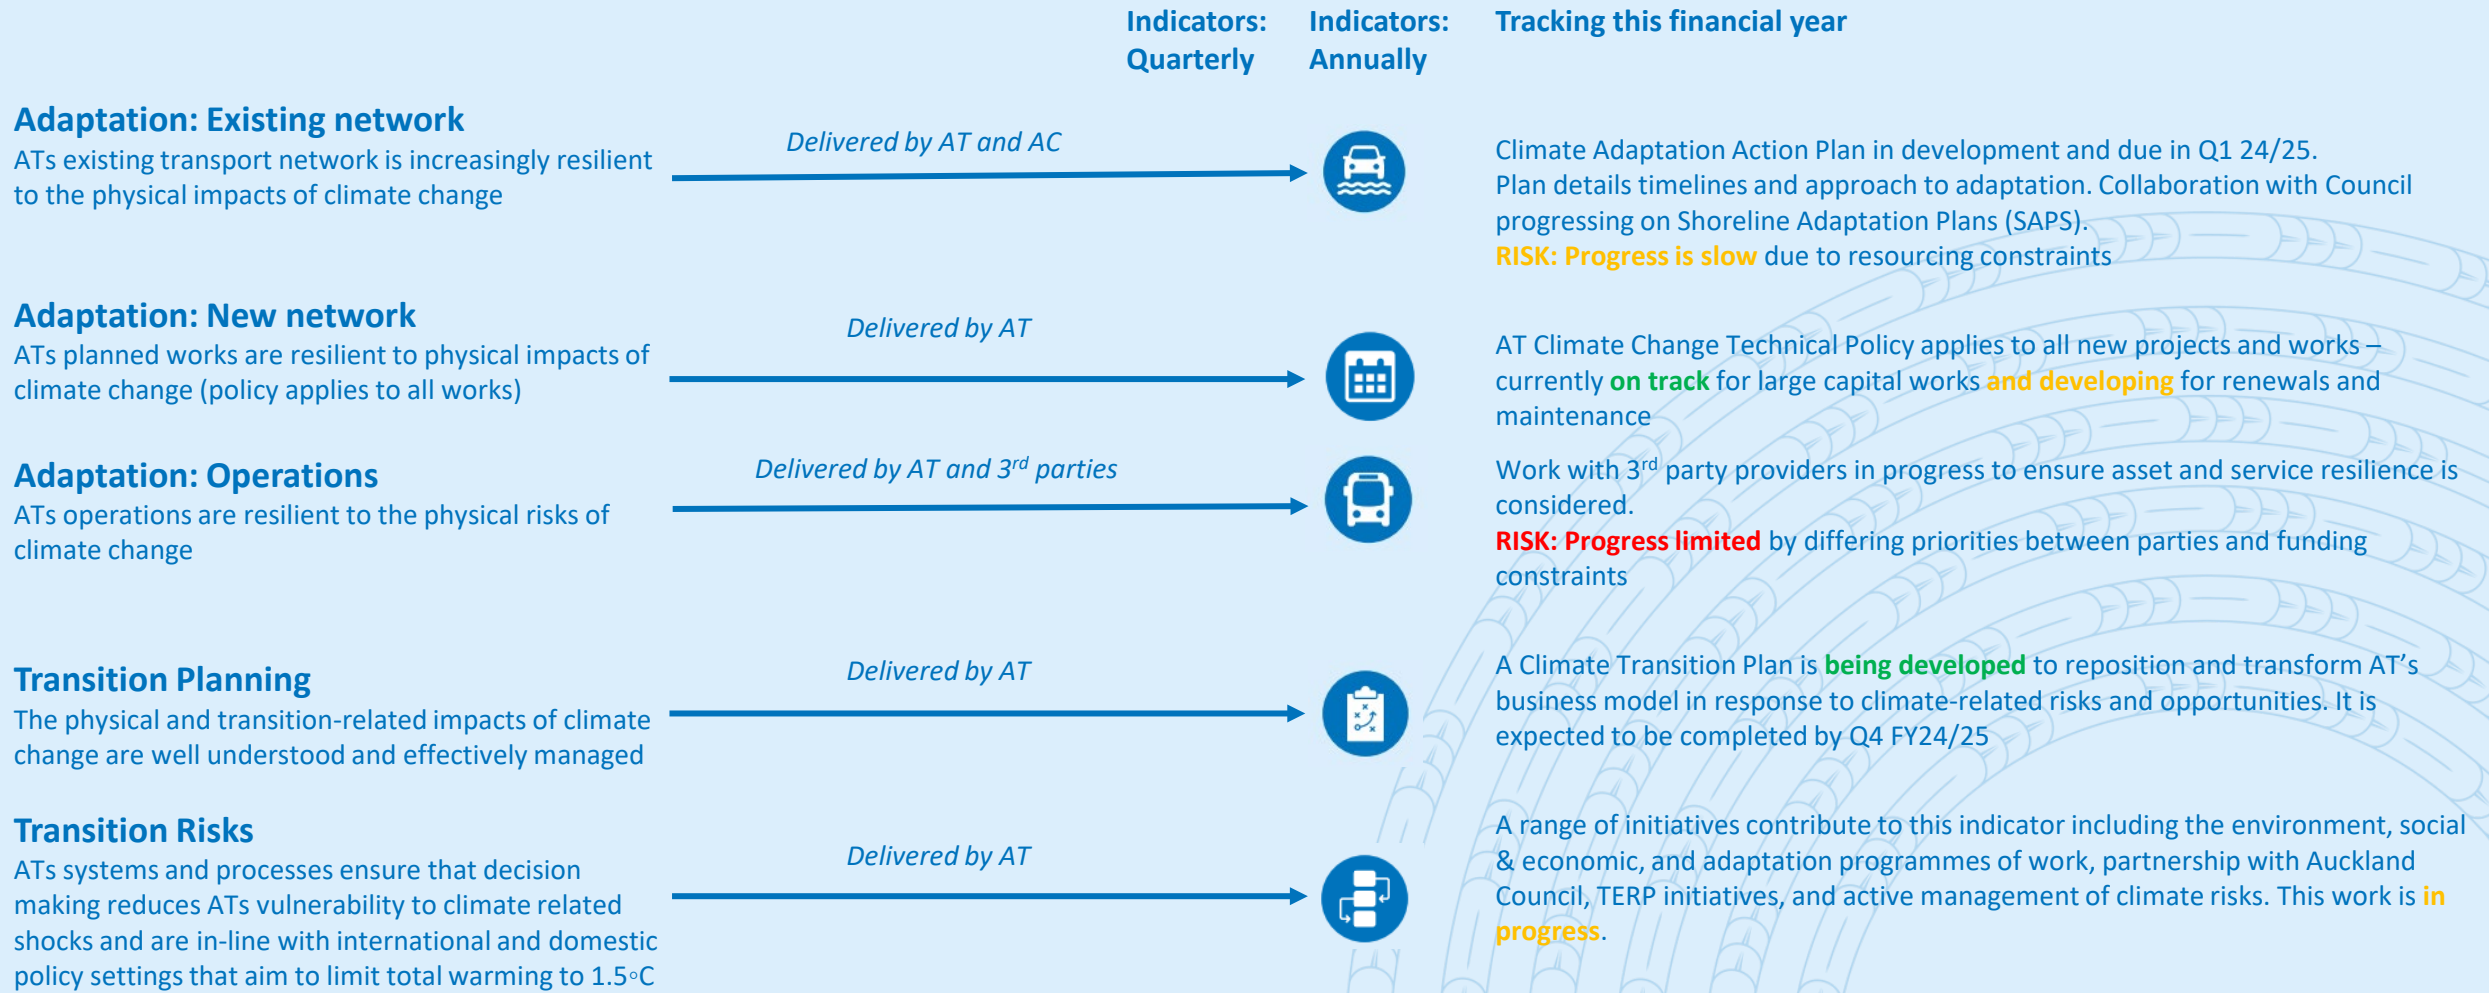 Indicators: Quarterly
Indicators: Annually
Tracking this financial year
Adaptation: Existing network
ATs existing transport network is increasingly resilient
to the physical impacts of climate change
Delivered by AT and AC
Climate Adaptation Action Plan in development and due in Q1 24/25.
Plan details timelines and approach to adaptation. Collaboration with Council
progressing on Shoreline Adaptation Plans (SAPS).
RISK: Progress is slow due to resourcing constraints
Adaptation: New network
ATs planned works are resilient to physical impacts of
climate change (policy applies to all works)
Delivered by AT
AT Climate Change Technical Policy applies to all new projects and works –
currently on track for large capital works and developing for renewals and
maintenance
Adaptation: Operations
ATs operations are resilient to the physical risks of
climate change
Delivered by AT and 3rd parties
Work with 3rd party providers in progress to ensure asset and service resilience is
considered.
RISK: Progress limited by differing priorities between parties and funding
constraints
Transition Planning
The physical and transition-related impacts of climate
change are well understood and effectively managed
Delivered by AT
A Climate Transition Plan is being developed to reposition and transform AT’s
business model in response to climate-related risks and opportunities. It is
expected to be completed by Q4 FY24/25
Transition Risks
ATs systems and processes ensure that decision
making reduces ATs vulnerability to climate related
shocks and are in-line with international and domestic
policy settings that aim to limit total warming to 1.5◦C
Delivered by AT
A range of initiatives contribute to this indicator including the environment, social
& economic, and adaptation programmes of work, partnership with Auckland
Council, TERP initiatives, and active management of climate risks. This work is in
progress.